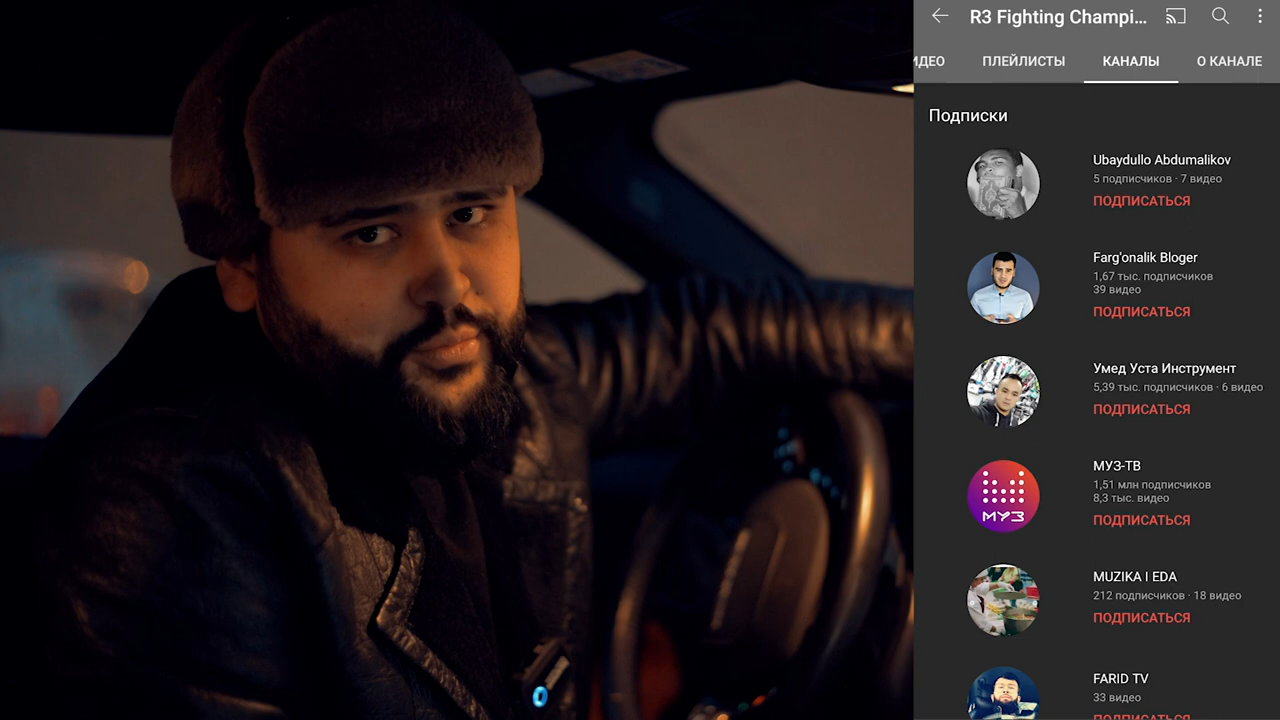 R3 Fighting Champi...
ИДЕО ПЛЕЙЛИСТЫ КАНАЛЫ О КАНАЛЕ
Подписки
Ubaydullo Abdumalikov
5 подписчиков · 7 видео
ПОДПИСАТЬСЯ
Farg'onalik Bloger
1,67 тыс. подписчиков
39 видео
ПОДПИСАТЬСЯ
Умед Уста Инструмент
5,39 тыс. подписчиков · 6 видео
ПОДПИСАТЬСЯ
МУЗ
МУЗ-ТВ
1,51 млн подписчиков
8,3 тыс. видео
ПОДПИСАТЬСЯ
MUZIKA I EDA
212 подписчиков · 18 видео
ПОДПИСАТЬСЯ
FARID TV
33 видео
ПОДПИСАТЬСЯ